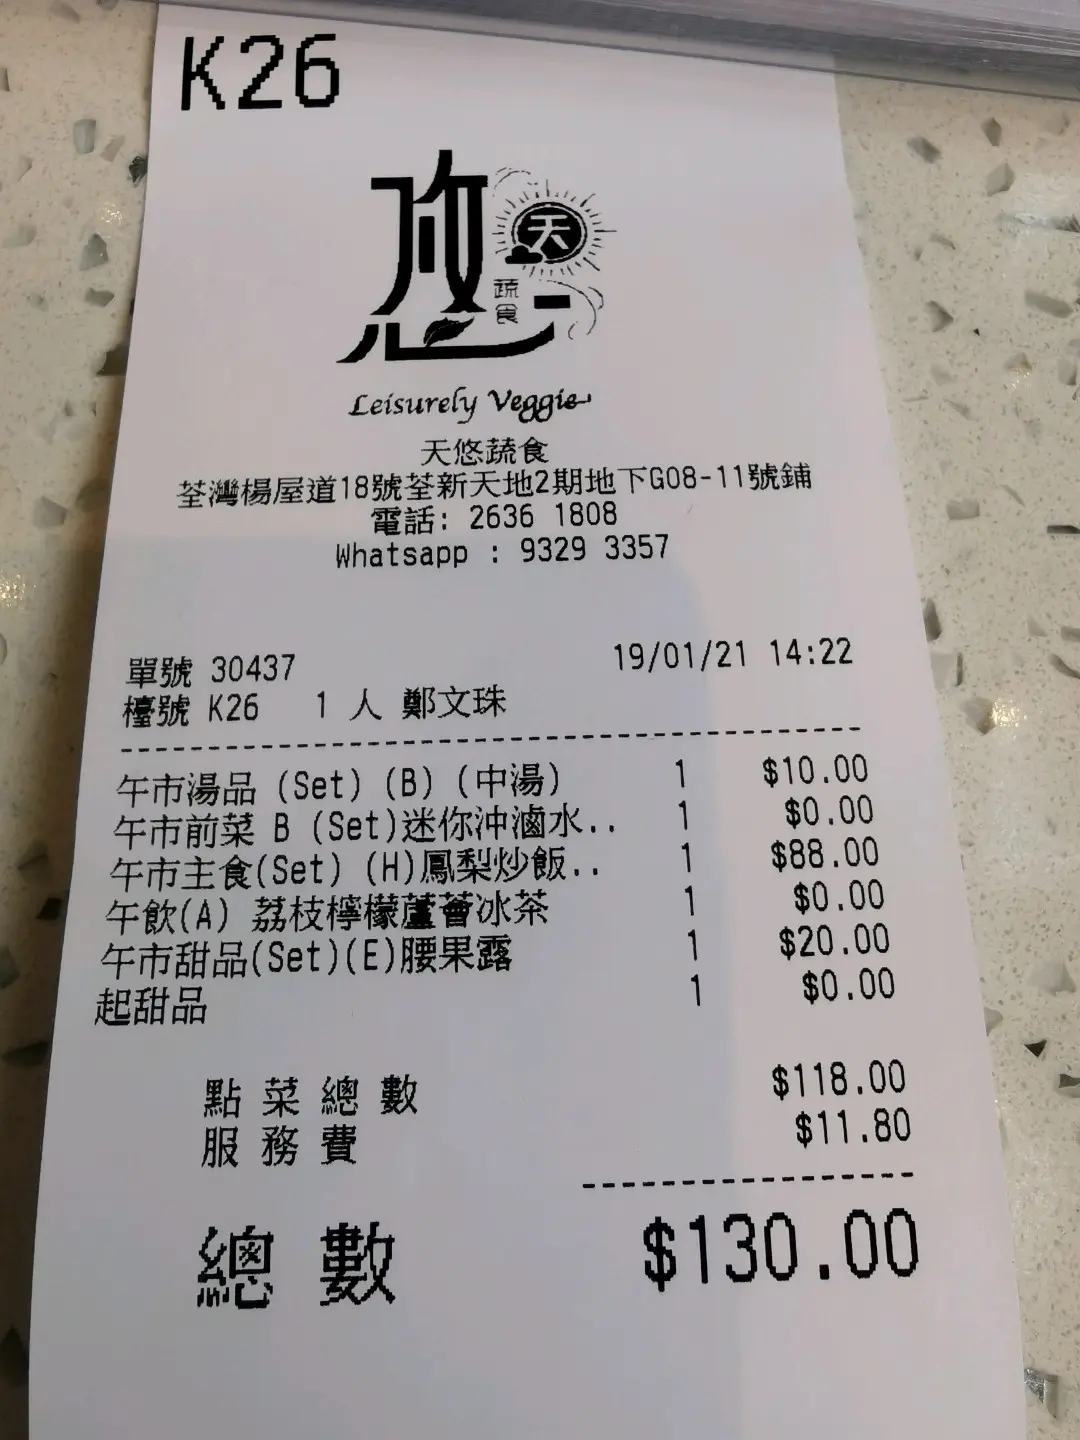 K26
悠
天
蔬食
Leisurely Veggie
天悠蔬食
荃灣楊屋道18號荃新天地2期地下G08-11號鋪
電話: 2636 1808
Whatsapp : 9329 3357
單號 30437 19/01/21 14:22
檯號 K26 1 人 鄭文珠
午市湯品 (Set) (B) (中湯) 1 $10.00
午市前菜 B (Set)迷你沖滷水.. 1 $0.00
午市主食(Set) (H)鳳梨炒飯.. 1 $88.00
午飲(A) 荔枝檸檬蘆薈冰茶 1 $0.00
午市甜品(Set)(E)腰果露 1 $20.00
起甜品 1 $0.00
點菜總數 $118.00
服務費 $11.80
總數 $130.00